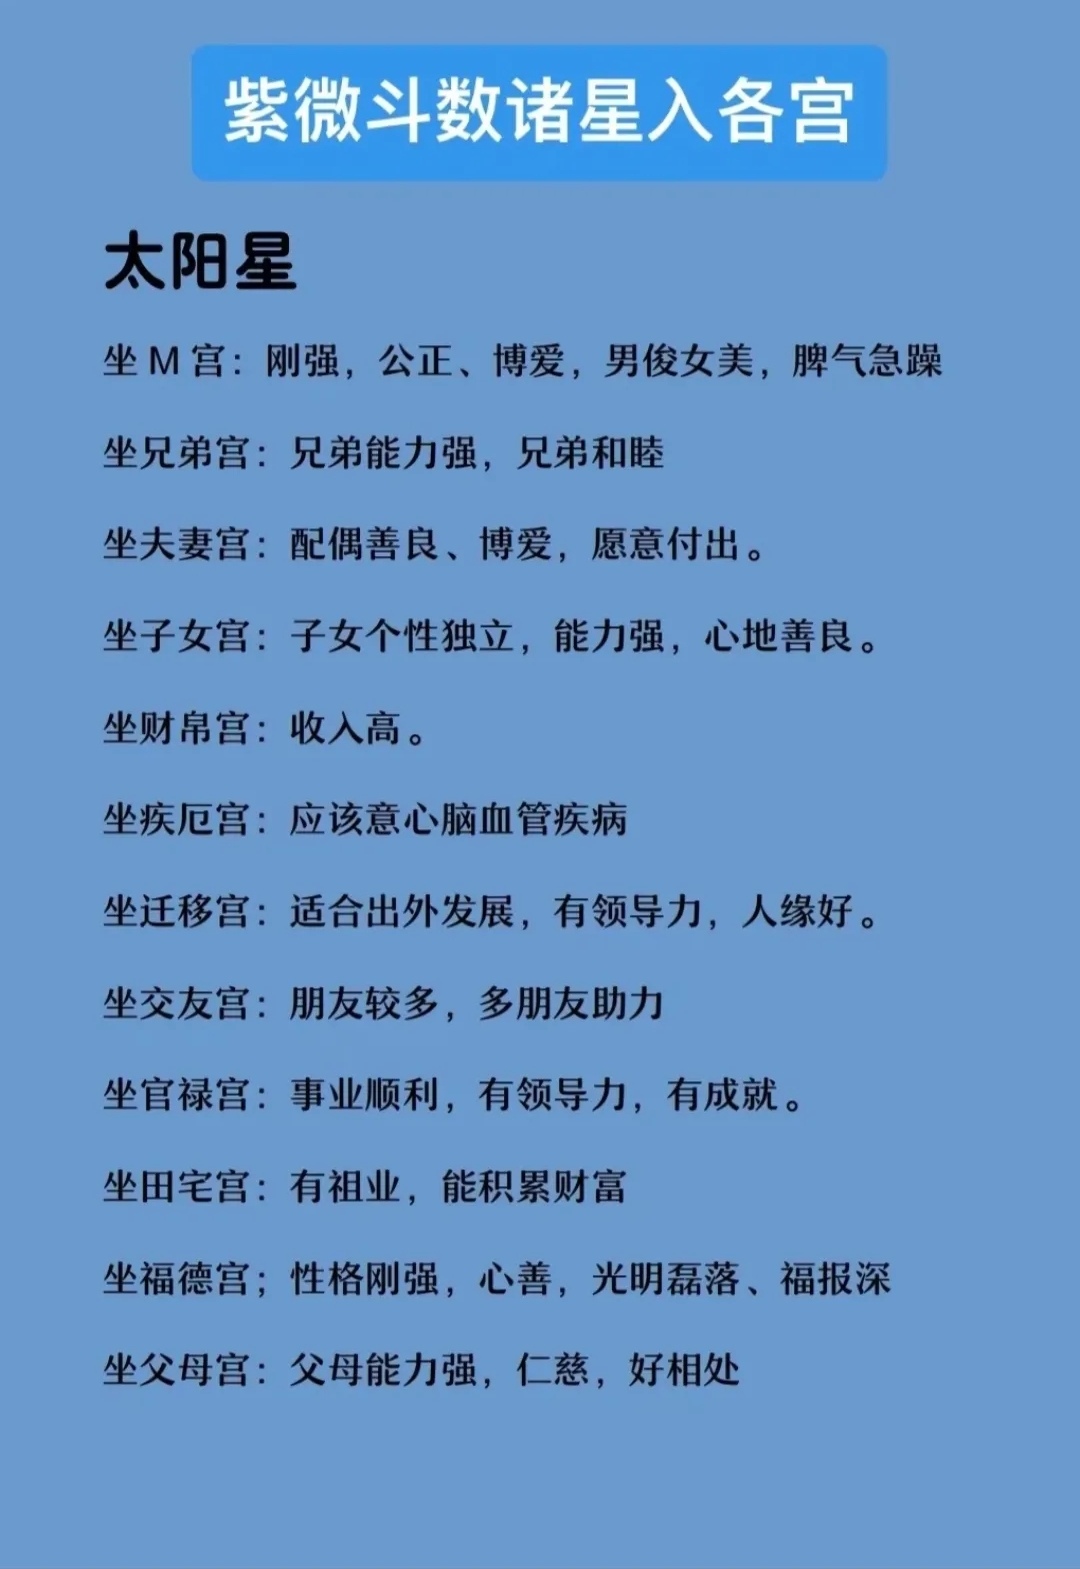 紫微斗数诸星入各宫
太阳星
坐 M 宫：刚强，公正、博爱，男俊女美，脾气急躁
坐兄弟宫：兄弟能力强，兄弟和睦
坐夫妻宫：配偶善良、博爱，愿意付出。
坐子女宫：子女个性独立，能力强，心地善良。
坐财帛宫：收入高。
坐疾厄宫：应该意心脑血管疾病
坐迁移宫：适合出外发展，有领导力，人缘好。
坐交友宫：朋友较多，多朋友助力
坐官禄宫：事业顺利，有领导力，有成就。
坐田宅宫：有祖业，能积累财富
坐福德宫；性格刚强，心善，光明磊落、福报深
坐父母宫：父母能力强，仁慈，好相处